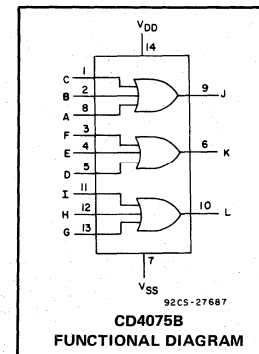 VDD
14
C 1
B 2
A 8
9 J
F 3
E 4
D 5
6 K
I 11
H 12
G 13
10 L
7
VSS
92CS-27687
CD4075B
FUNCTIONAL DIAGRAM